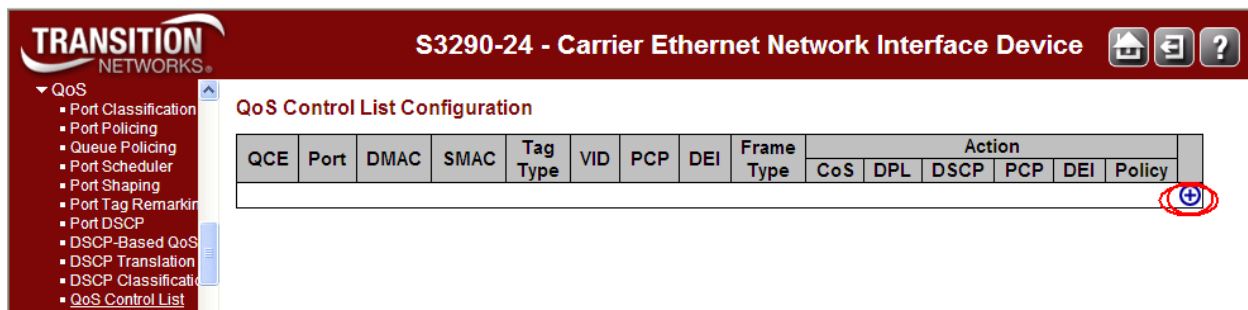 TRANSITION
NETWORKS®
S3290-24 - Carrier Ethernet Network Interface Device
?
QoS
Port Classification
Port Policing
Queue Policing
Port Scheduler
Port Shaping
Port Tag Remarkin
Port DSCP
DSCP-Based QoS
DSCP Translation
DSCP Classificatio
QoS Control List
QoS Control List Configuration
QCE Port DMAC SMAC Tag Type VID PCP DEI Frame Type Action
CoS DPL DSCP PCP DEI Policy